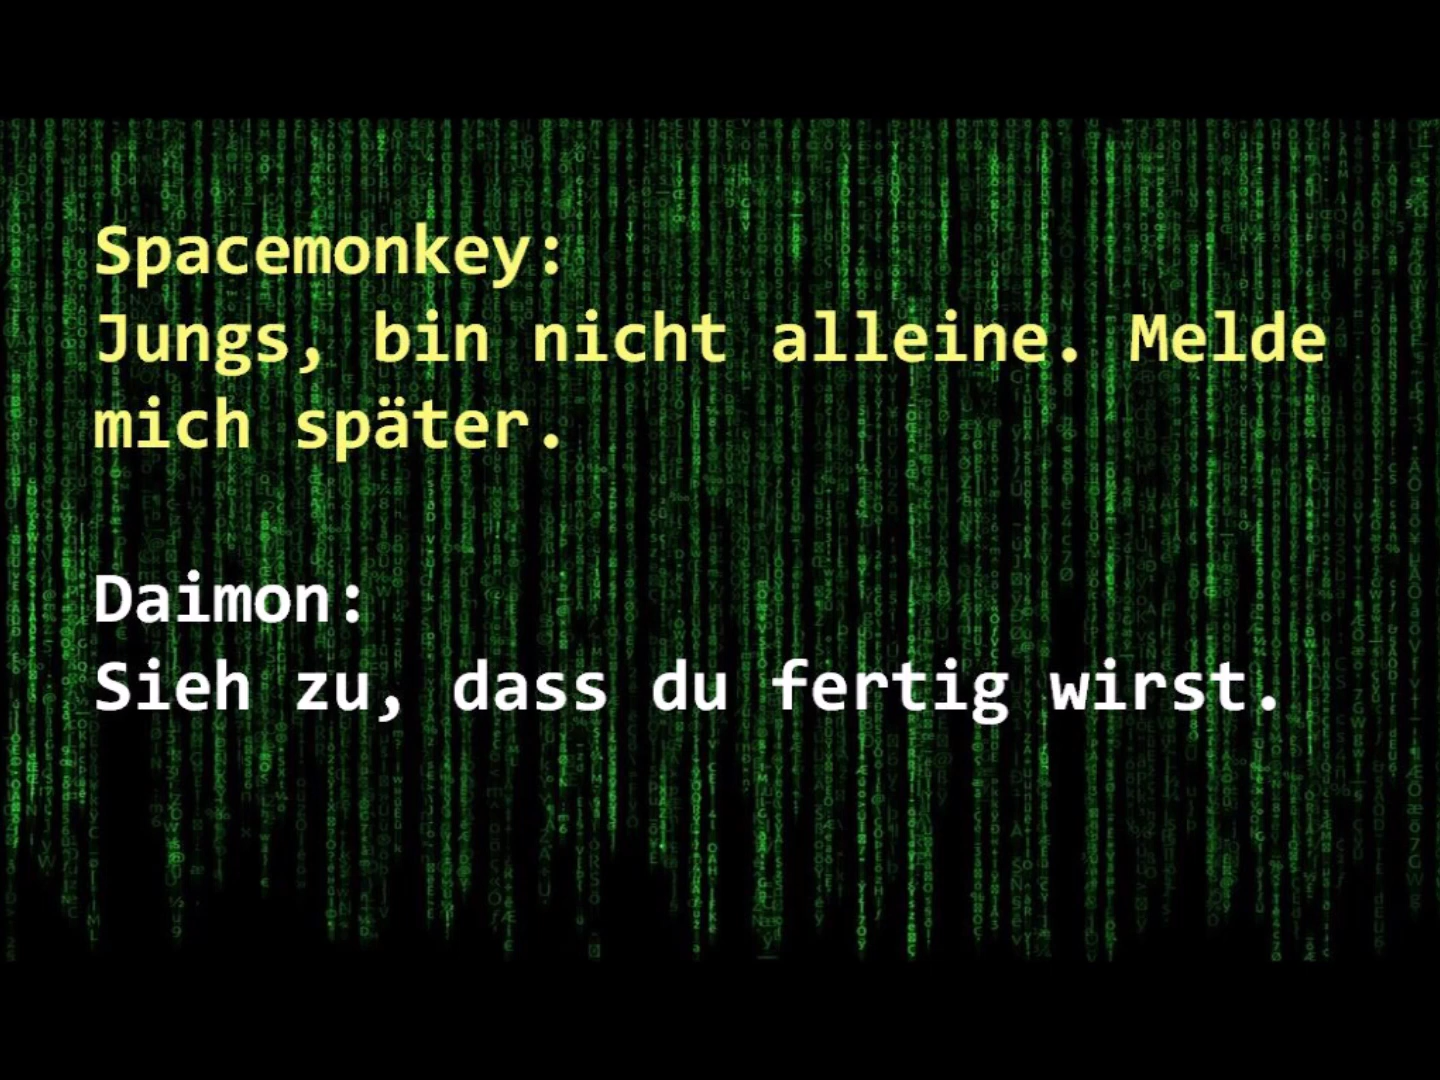 Spacemonkey:
Jungs, bin nicht alleine. Melde
mich später.
Daimon:
Sieh zu, dass du fertig wirst.